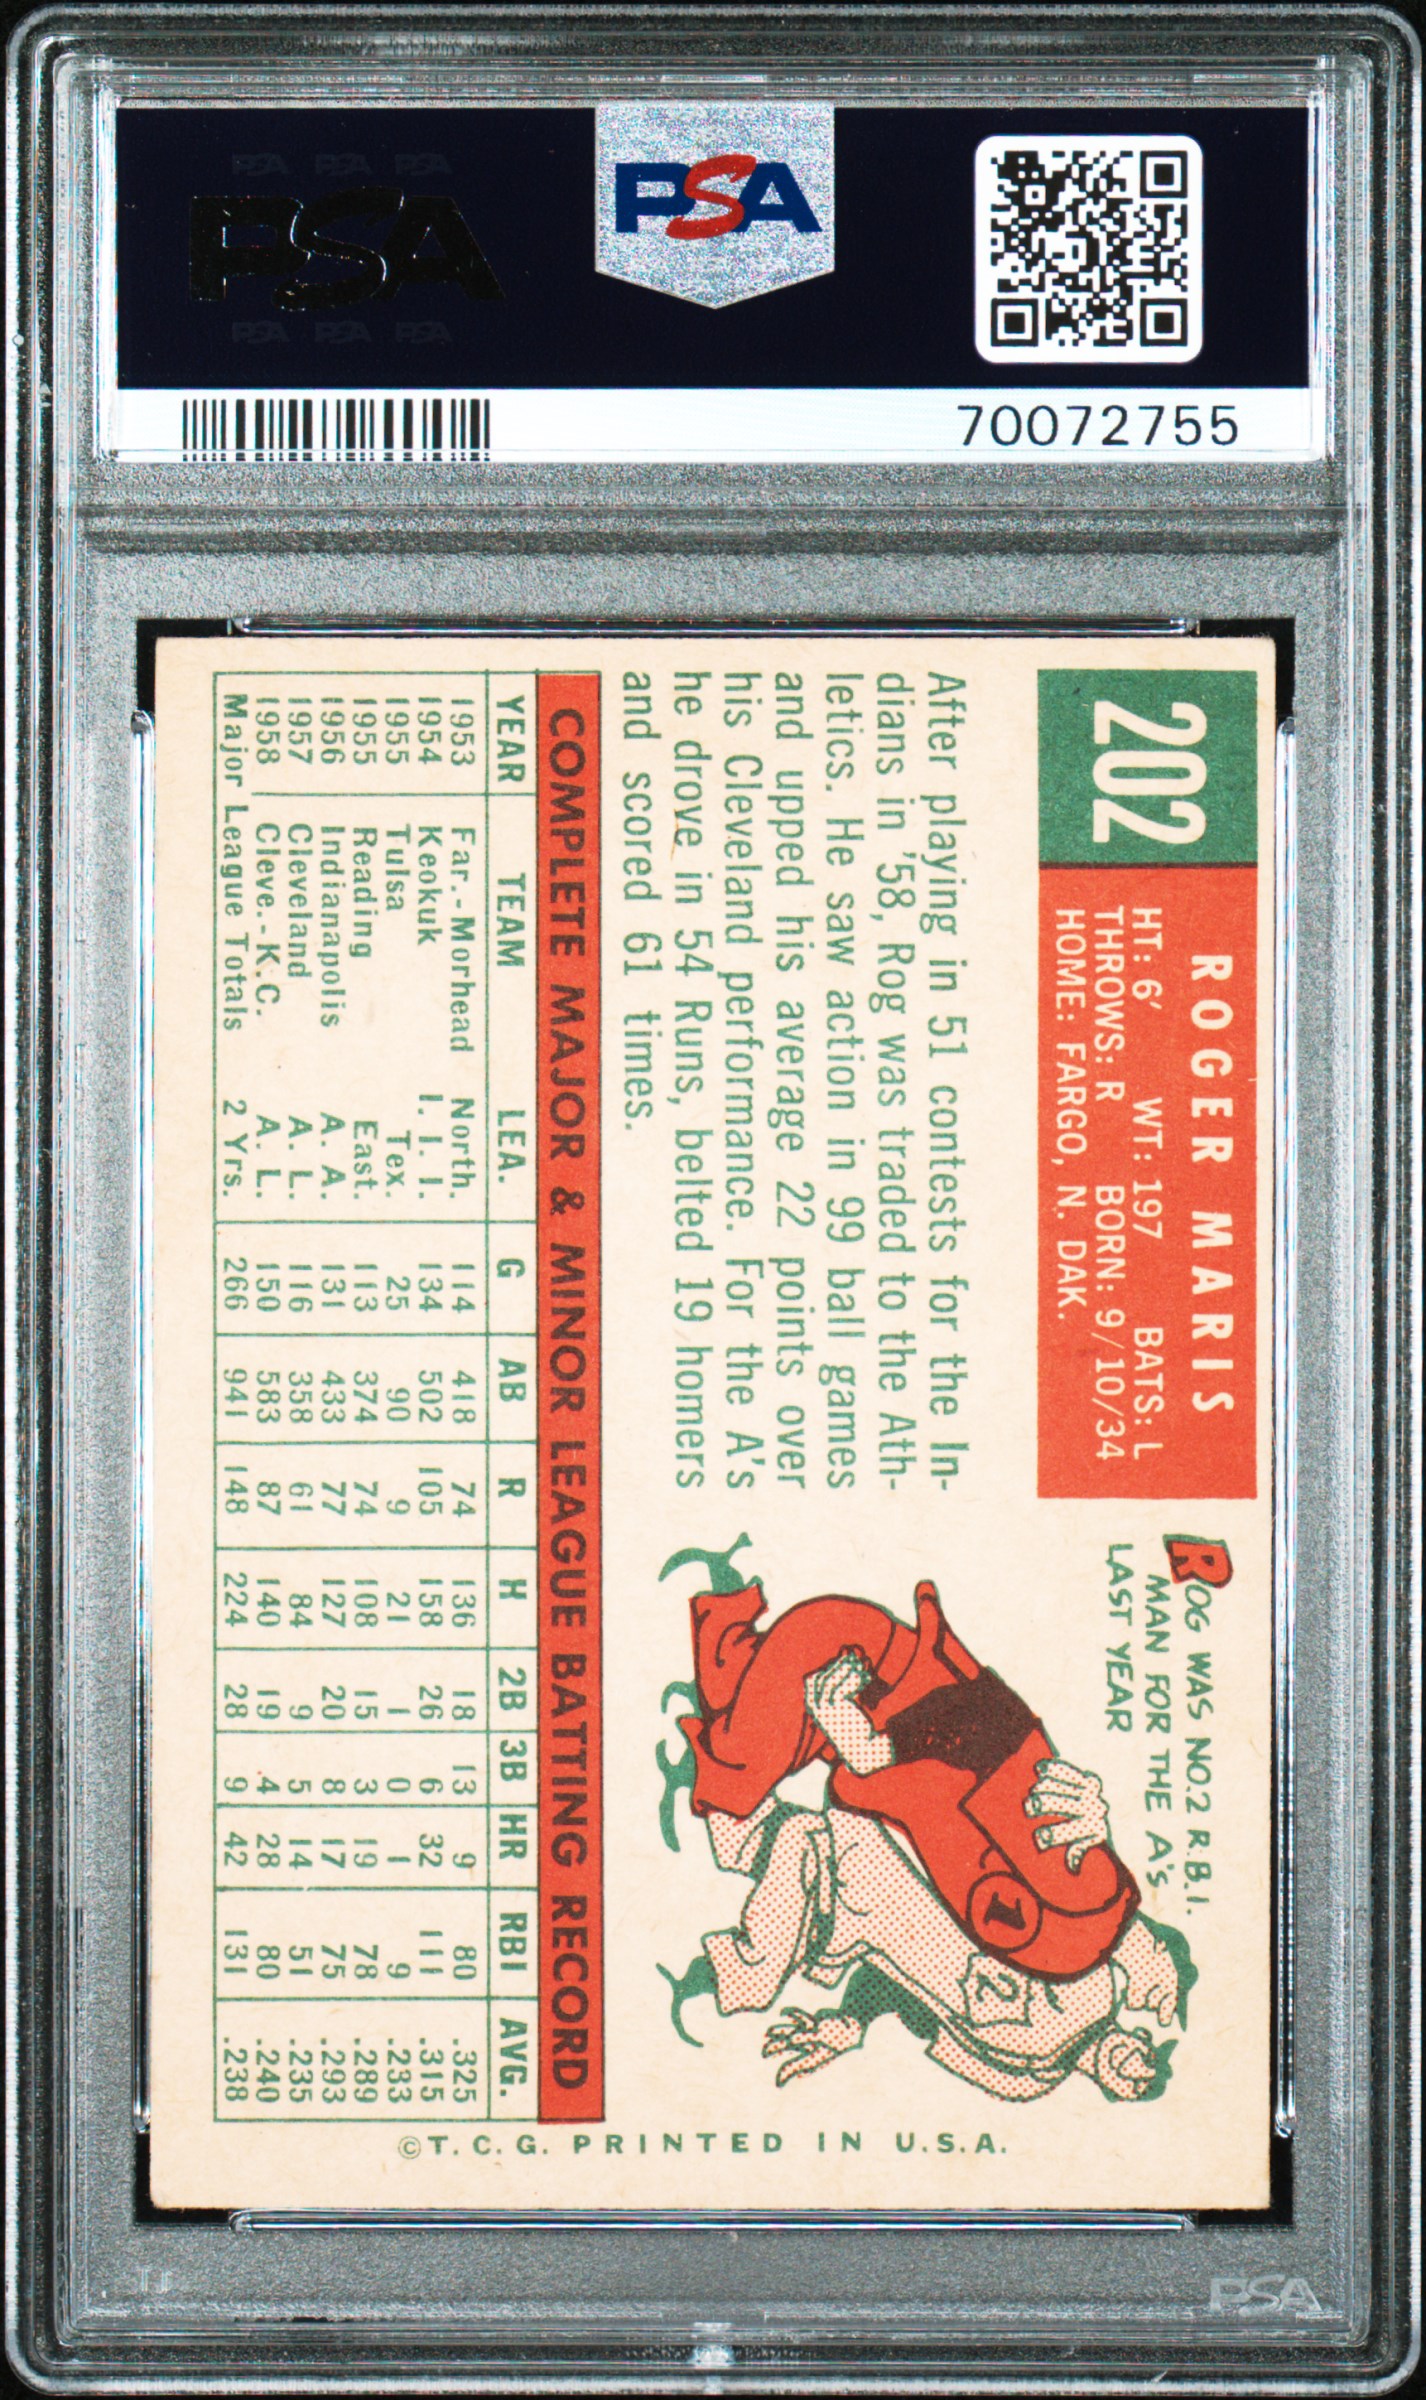 PSA PSA PSA
PSA
PSA PSA PSA
PSA
70072755
202
ROGER MARIS
HT: 6' WT: 197 BATS: L
THROWS: R BORN: 9/10/34
HOME: FARGO, N. DAK.
ROG WAS NO.2 R.B.I.
MAN FOR THE A's
LAST YEAR
1
2
After playing in 51 contests for the In-
dians in '58, Rog was traded to the Ath-
letics. He saw action in 99 ball games
and upped his average 22 points over
his Cleveland performance. For the A's
he drove in 54 Runs, belted 19 homers
and scored 61 times.
COMPLETE MAJOR & MINOR LEAGUE BATTING RECORD
YEAR TEAM LEA. G AB R H 2B 3B HR RBI AVG.
1953 Far.-Morhead North. 114 418 74 136 18 13 9 80 .325
1954 Keokuk I. I. I. 134 502 105 158 26 6 32 111 .315
1955 Tulsa Tex. 25 90 9 21 1 0 1 9 .233
1955 Reading East. 113 374 74 108 15 3 19 78 .289
1956 Indianapolis A. A. 131 433 77 127 20 8 17 75 .293
1957 Cleveland A. L. 116 358 61 84 9 5 14 51 .235
1958 Cleve.-K.C. A. L. 150 583 87 140 19 4 28 80 .240
Major League Totals 2 Yrs. 266 941 148 224 28 9 42 131 .238
©T. C. G. PRINTED IN U.S.A.
PSA